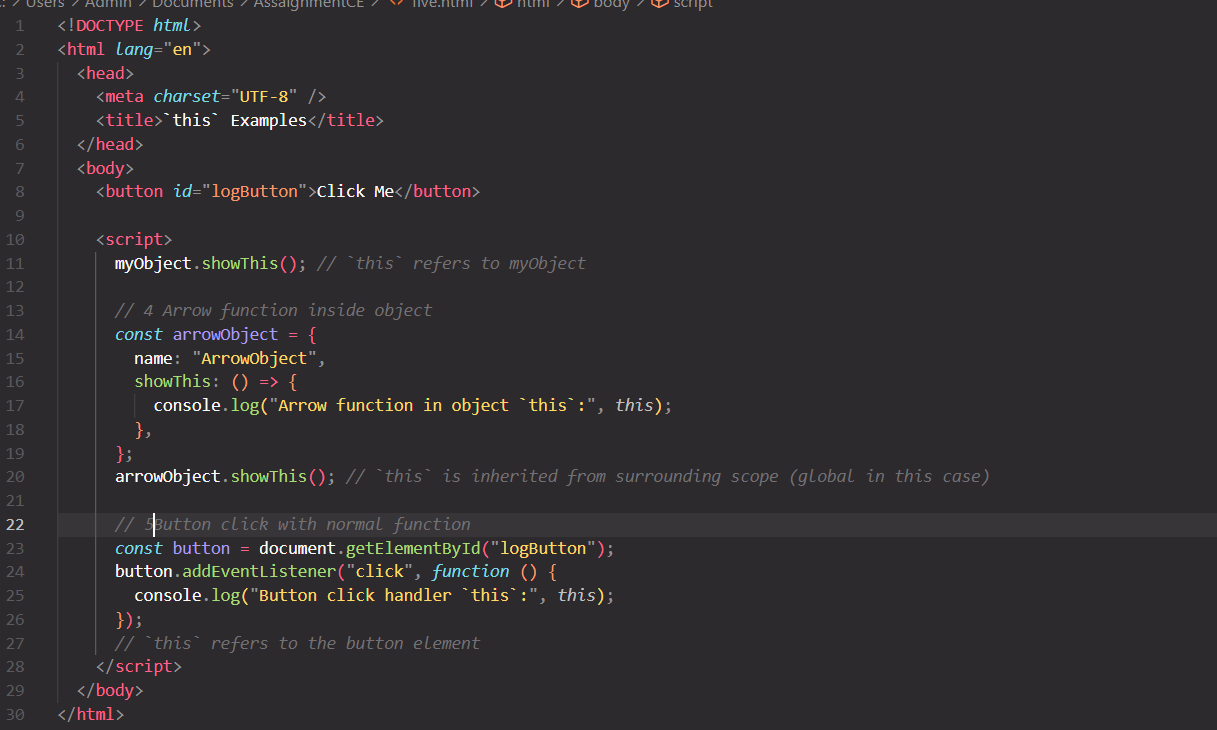 Users > Admin > Documents > AssaignmentCE > <> five.html > html > body > script
1 <!DOCTYPE html>
2 <html lang="en">
3 <head>
4 <meta charset="UTF-8" />
5 <title>`this` Examples</title>
6 </head>
7 <body>
8 <button id="logButton">Click Me</button>
9
10 <script>
11 myObject.showThis(); // `this` refers to myObject
12
13 // 4 Arrow function inside object
14 const arrowObject = {
15 name: "ArrowObject",
16 showThis: () => {
17 console.log("Arrow function in object `this`:", this);
18 },
19 };
20 arrowObject.showThis(); // `this` is inherited from surrounding scope (global in this case)
21
22 // 5Button click with normal function
23 const button = document.getElementById("logButton");
24 button.addEventListener("click", function () {
25 console.log("Button click handler `this`:", this);
26 });
27 // `this` refers to the button element
28 </script>
29 </body>
30 </html>